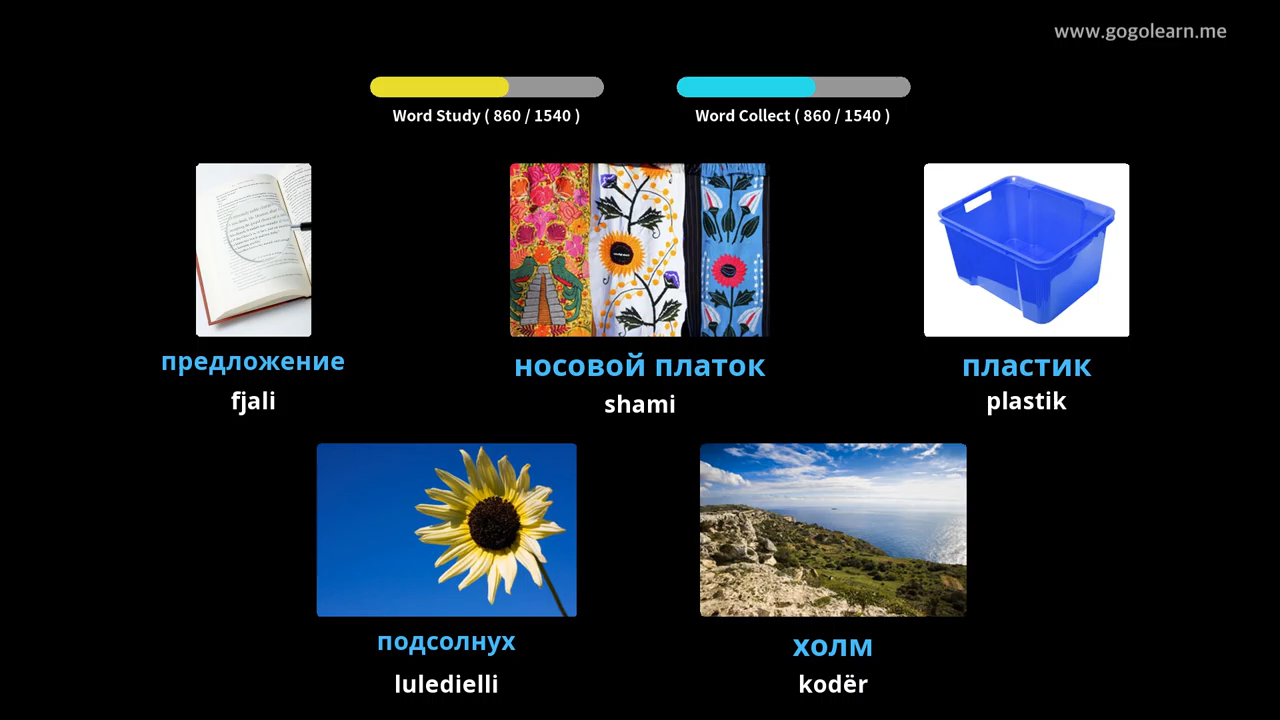 www.gogolearn.me
Word Study ( 860 / 1540 )
Word Collect ( 860 / 1540 )
предложение
fjali
носовой платок
shami
пластик
plastik
подсолнух
luledielli
холм
kodër